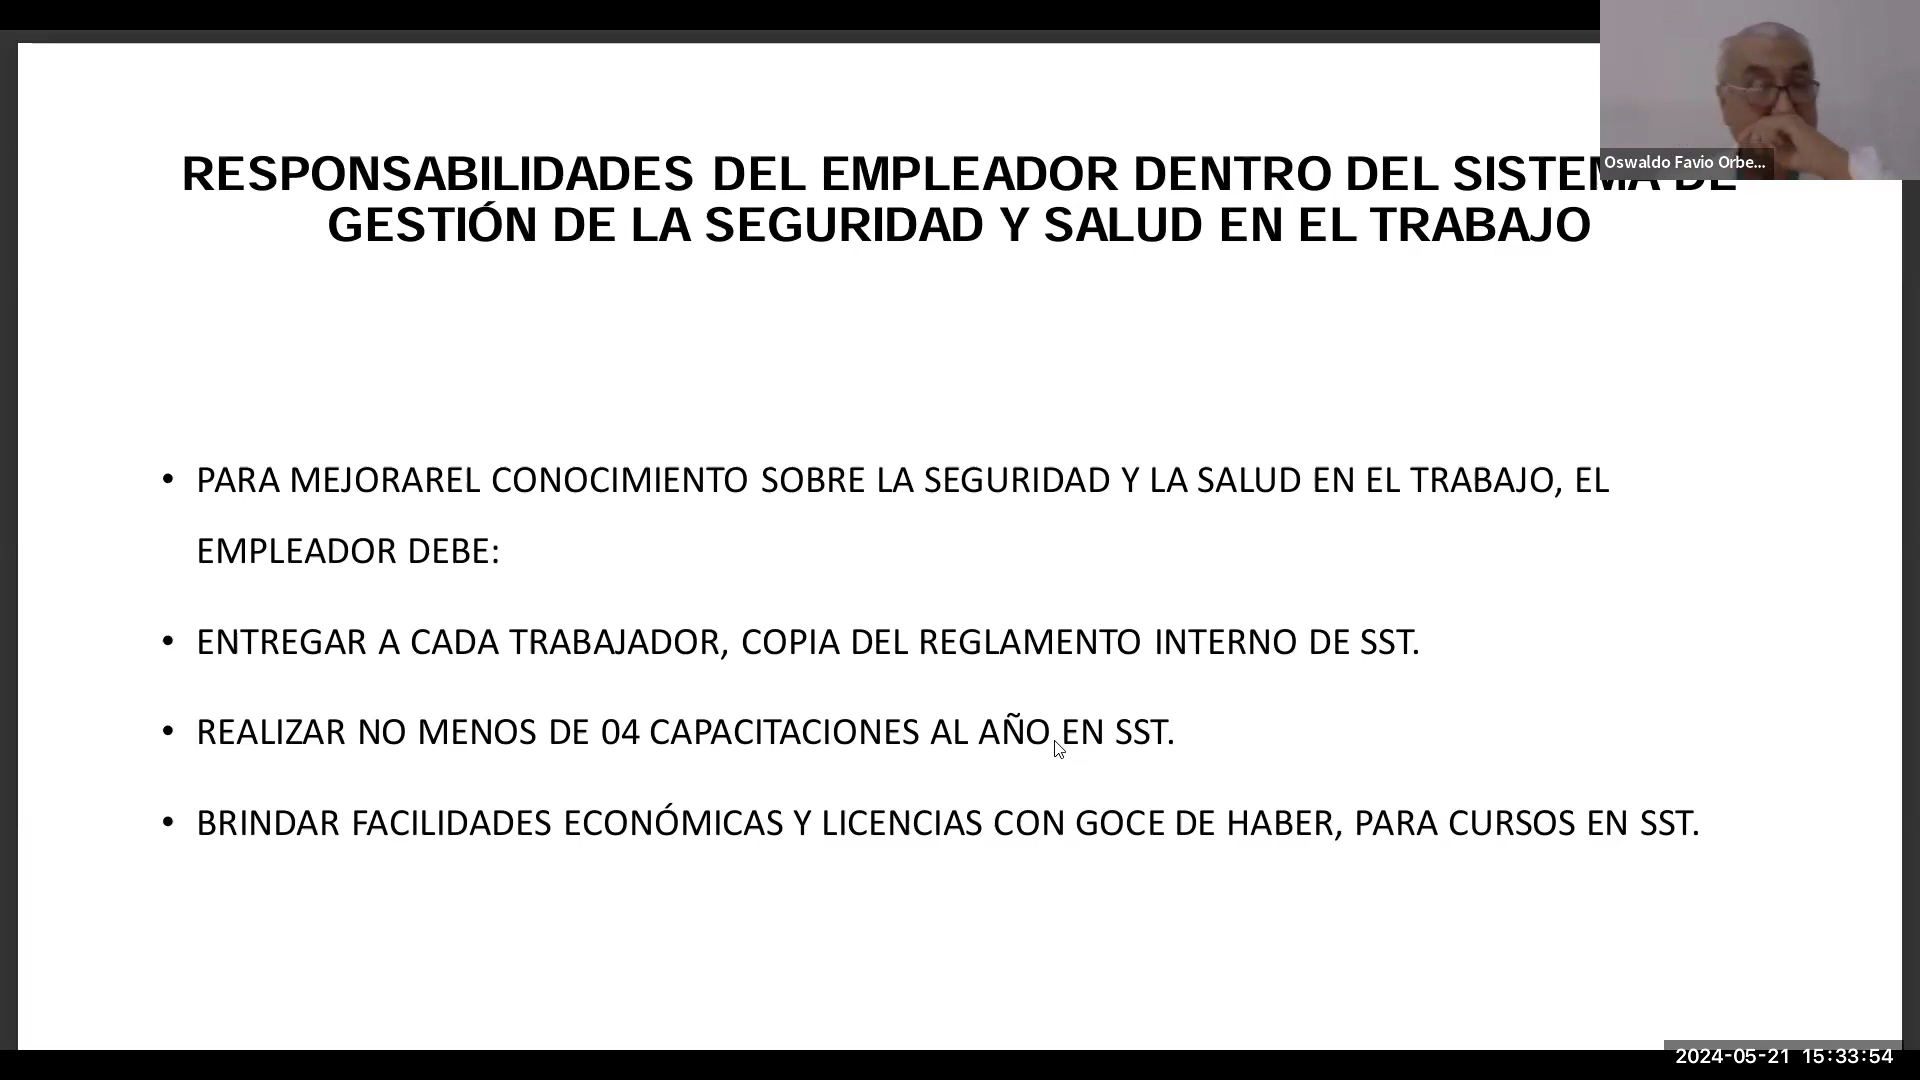 RESPONSABILIDADES DEL EMPLEADOR DENTRO DEL SISTEMA DE
GESTIÓN DE LA SEGURIDAD Y SALUD EN EL TRABAJO
Oswaldo Favio Orbe...
• PARA MEJORAREL CONOCIMIENTO SOBRE LA SEGURIDAD Y LA SALUD EN EL TRABAJO, EL
EMPLEADOR DEBE:
• ENTREGAR A CADA TRABAJADOR, COPIA DEL REGLAMENTO INTERNO DE SST.
• REALIZAR NO MENOS DE 04 CAPACITACIONES AL AÑO EN SST.
• BRINDAR FACILIDADES ECONÓMICAS Y LICENCIAS CON GOCE DE HABER, PARA CURSOS EN SST.
2024-05-21 15:33:54